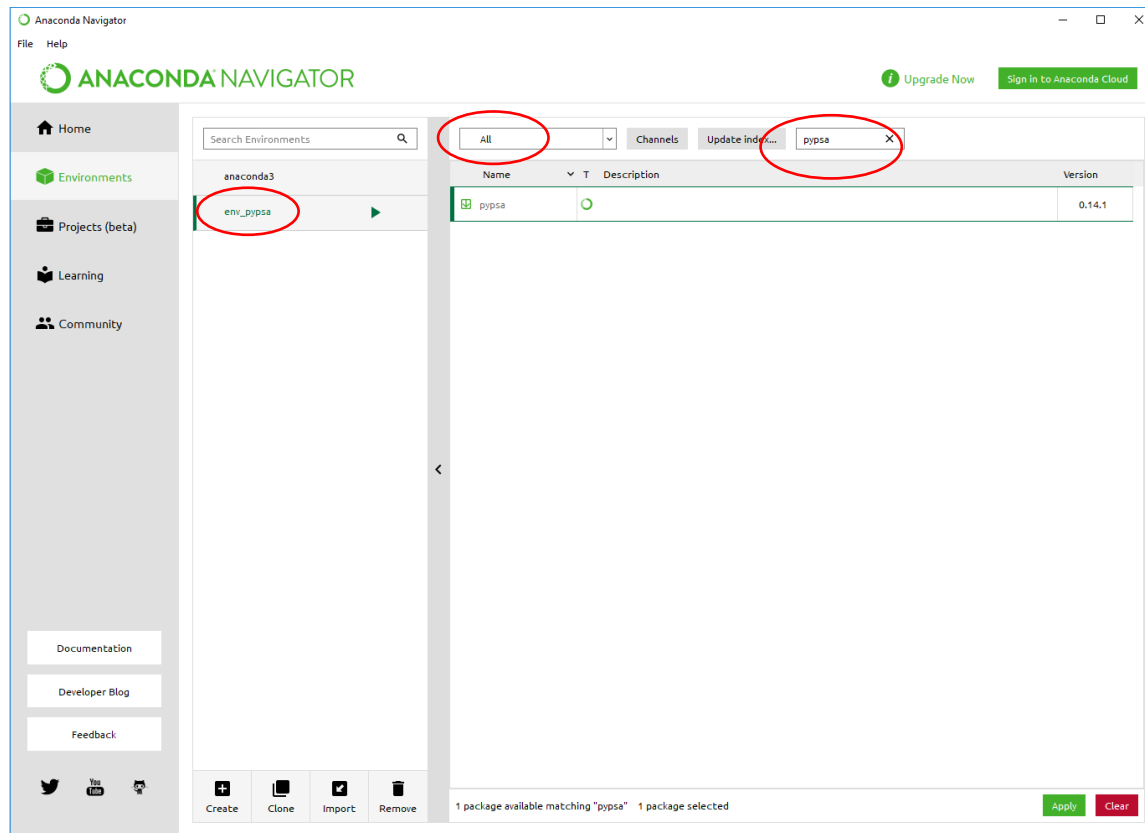 Anaconda Navigator
File Help
ANACONDA NAVIGATOR
Upgrade Now
Sign in to Anaconda Cloud
Home
Environments
Projects (beta)
Learning
Community
Documentation
Developer Blog
Feedback
You
Tube
Search Environments
anaconda3
env_pypsa
Create Clone Import Remove
All Channels Update index... pypsa
Name T Description Version
pypsa 0.14.1
1 package available matching "pypsa" 1 package selected
Apply Clear